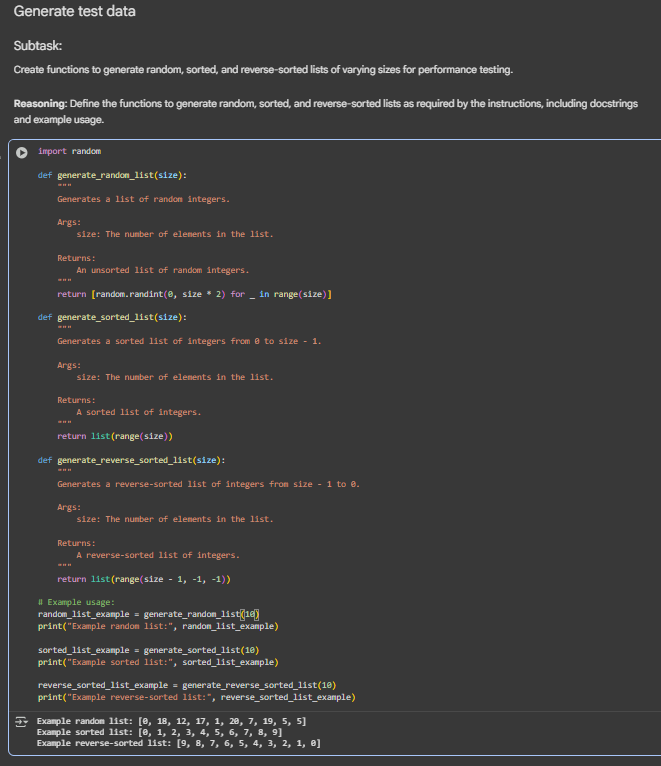 Generate test data
Subtask:
Create functions to generate random, sorted, and reverse-sorted lists of varying sizes for performance testing.
Reasoning: Define the functions to generate random, sorted, and reverse-sorted lists as required by the instructions, including docstrings
and example usage.
import random
def generate_random_list(size):
    """
    Generates a list of random integers.
    Args:
        size: The number of elements in the list.
    Returns:
        An unsorted list of random integers.
    """
    return [random.randint(0, size * 2) for _ in range(size)]
def generate_sorted_list(size):
    """
    Generates a sorted list of integers from 0 to size - 1.
    Args:
        size: The number of elements in the list.
    Returns:
        A sorted list of integers.
    """
    return list(range(size))
def generate_reverse_sorted_list(size):
    """
    Generates a reverse-sorted list of integers from size - 1 to 0.
    Args:
        size: The number of elements in the list.
    Returns:
        A reverse-sorted list of integers.
    """
    return list(range(size - 1, -1, -1))
# Example usage:
random_list_example = generate_random_list(10)
print("Example random list:", random_list_example)
sorted_list_example = generate_sorted_list(10)
print("Example sorted list:", sorted_list_example)
reverse_sorted_list_example = generate_reverse_sorted_list(10)
print("Example reverse-sorted list:", reverse_sorted_list_example)
Example random list: [0, 18, 12, 17, 1, 20, 7, 19, 5, 5]
Example sorted list: [0, 1, 2, 3, 4, 5, 6, 7, 8, 9]
Example reverse-sorted list: [9, 8, 7, 6, 5, 4, 3, 2, 1, 0]